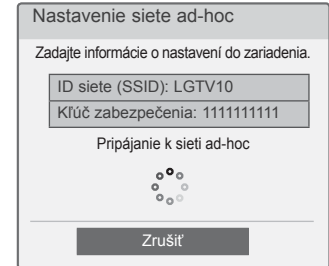 Nastavenie siete ad-hoc
Zadajte informácie o nastavení do zariadenia.
ID siete (SSID): LGTV10
Kľúč zabezpečenia: 1111111111
Pripájanie k sieti ad-hoc
Zrušiť